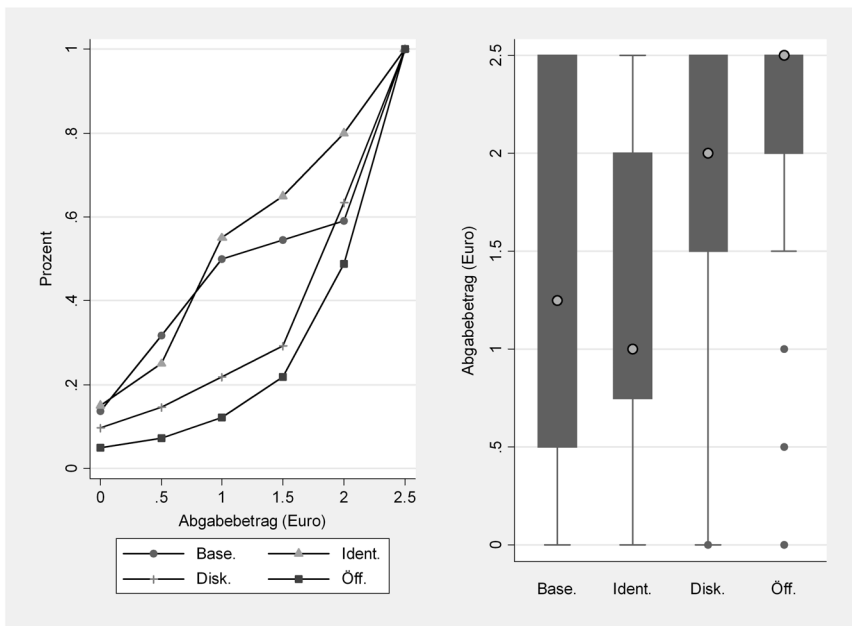 Prozent
1
.8
.6
.4
.2
0
0 .5 1 1.5 2 2.5
Abgabebetrag (Euro)
Base. Ident.
Disk. Öff.
Abgabebetrag (Euro)
2.5
2
1.5
1
.5
0
Base. Ident. Disk. Öff.